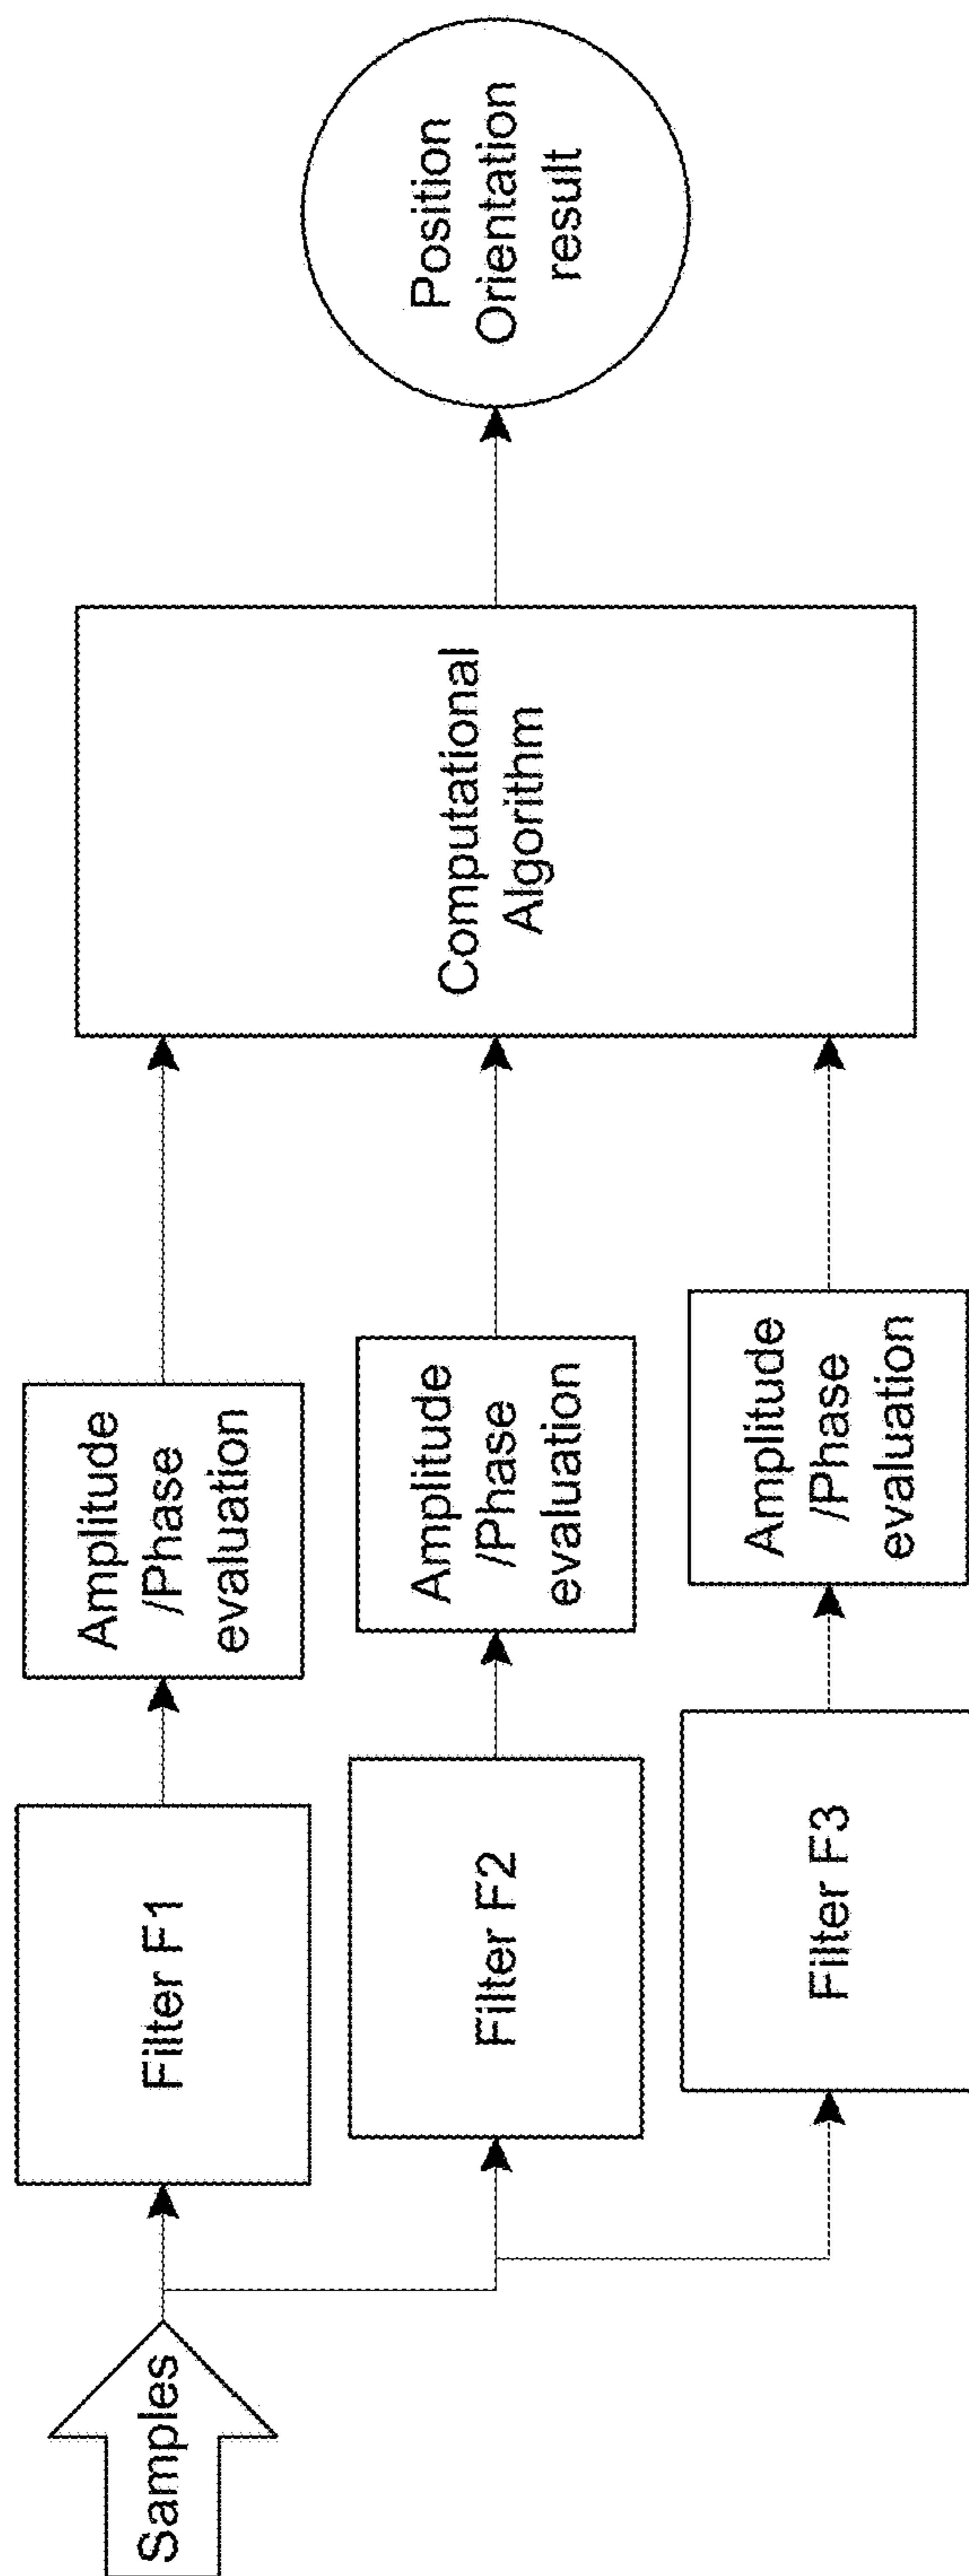 Samples
Filter F1
Amplitude
/Phase
evaluation
Filter F2
Amplitude
/Phase
evaluation
Filter F3
Amplitude
/Phase
evaluation
Computational
Algorithm
Position
Orientation
result